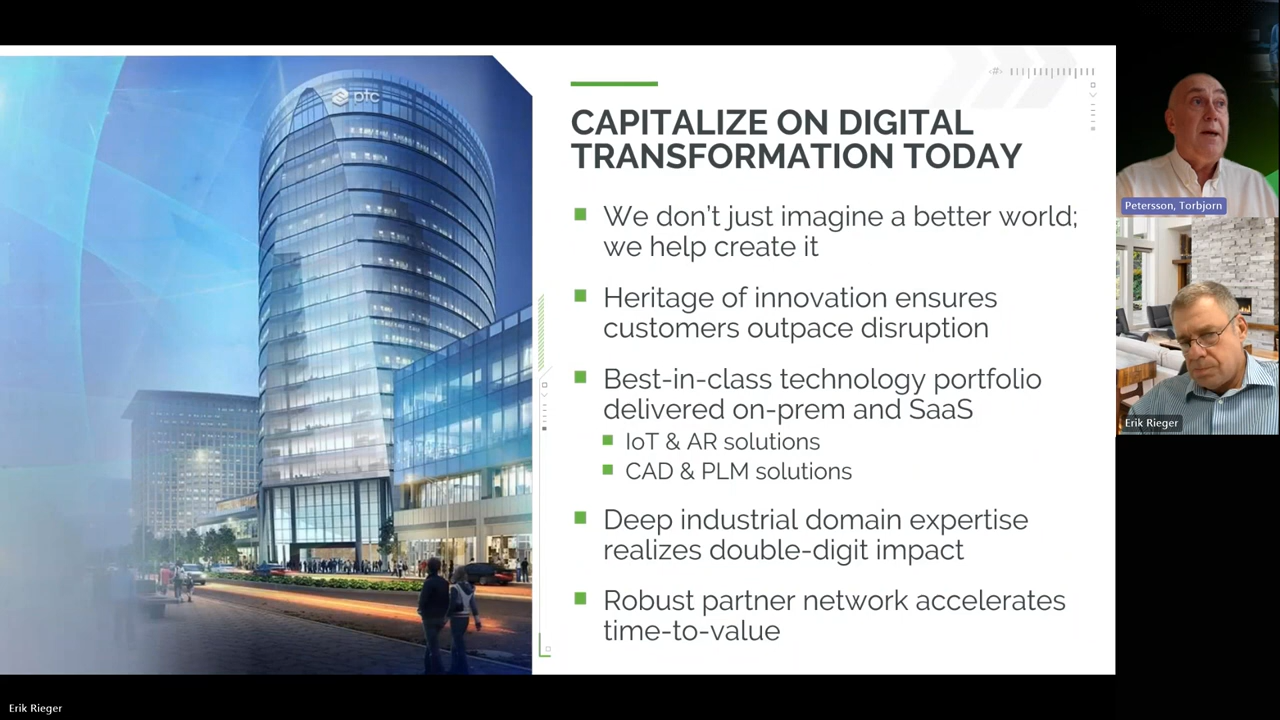 ptc
CAPITALIZE ON DIGITAL
TRANSFORMATION TODAY
We don't just imagine a better world;
we help create it
Heritage of innovation ensures
customers outpace disruption
Best-in-class technology portfolio
delivered on-prem and SaaS
IoT & AR solutions
CAD & PLM solutions
Deep industrial domain expertise
realizes double-digit impact
Robust partner network accelerates
time-to-value
Petersson, Torbjorn
Erik Rieger
Erik Rieger